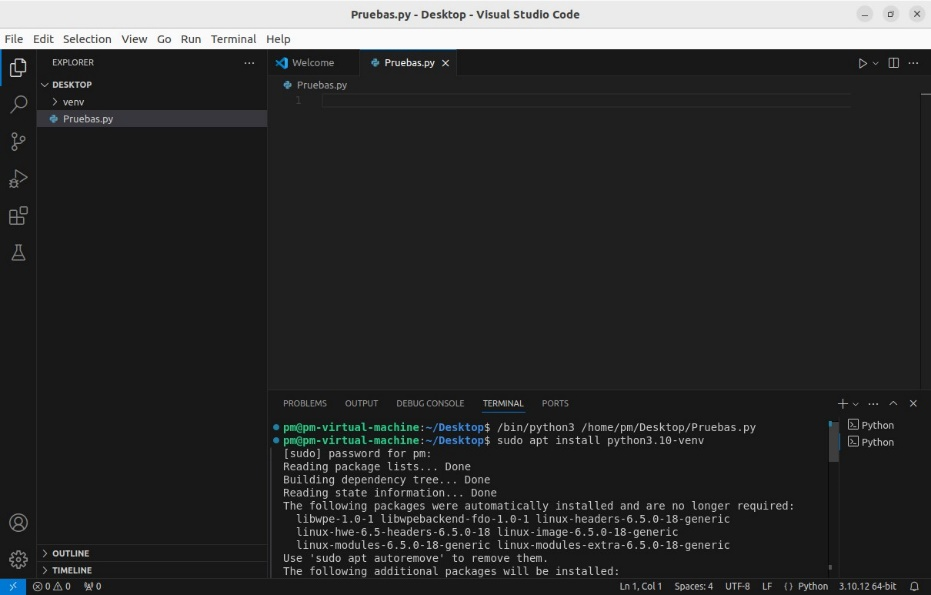 Pruebas.py - Desktop - Visual Studio Code
File Edit Selection View Go Run Terminal Help
EXPLORER
DESKTOP
venv
Pruebas.py
OUTLINE
TIMELINE
Welcome
Pruebas.py
Pruebas.py
1
PROBLEMS OUTPUT DEBUG CONSOLE TERMINAL PORTS
pm@pm-virtual-machine:~/Desktop$ /bin/python3 /home/pm/Desktop/Pruebas.py
pm@pm-virtual-machine:~/Desktop$ sudo apt install python3.10-venv
[sudo] password for pm:
Reading package lists... Done
Building dependency tree... Done
Reading state information... Done
The following packages were automatically installed and are no longer required:
libwpe-1.0-1 libwpebackend-fdo-1.0-1 linux-headers-6.5.0-18-generic
linux-hwe-6.5-headers-6.5.0-18 linux-image-6.5.0-18-generic
linux-modules-6.5.0-18-generic linux-modules-extra-6.5.0-18-generic
Use 'sudo apt autoremove' to remove them.
The following additional packages will be installed:
Python
Python
0 0 0 Ln 1, Col 1 Spaces: 4 UTF-8 LF Python 3.10.12 64-bit